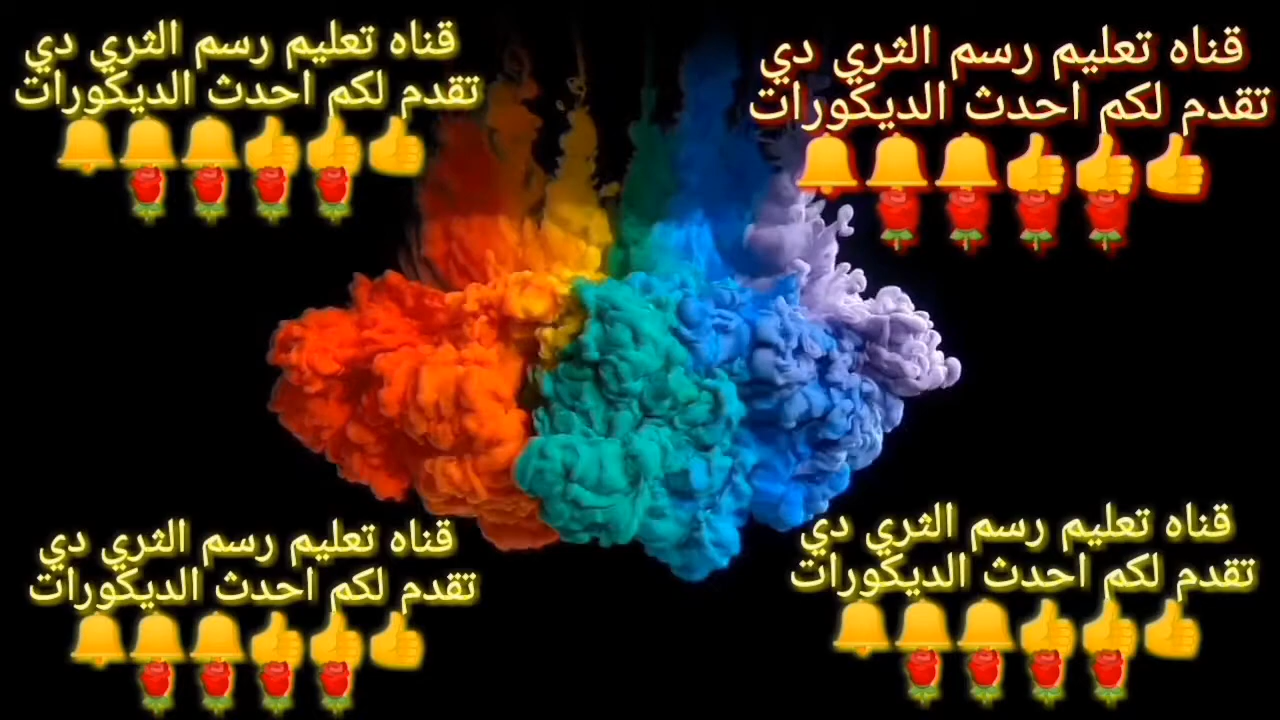 قناه تعليم رسم الثري دي
تقدم لكم احدث الديكورات
👍👍👍🔔🔔🔔
🌹🌹🌹🌹
قناه تعليم رسم الثري دي
تقدم لكم احدث الديكورات
👍👍👍🔔🔔🔔
🌹🌹🌹🌹
قناه تعليم رسم الثري دي
تقدم لكم احدث الديكورات
👍👍👍🔔🔔🔔
🌹🌹🌹🌹
قناه تعليم رسم الثري دي
تقدم لكم احدث الديكورات
👍👍👍🔔🔔🔔
🌹🌹🌹🌹